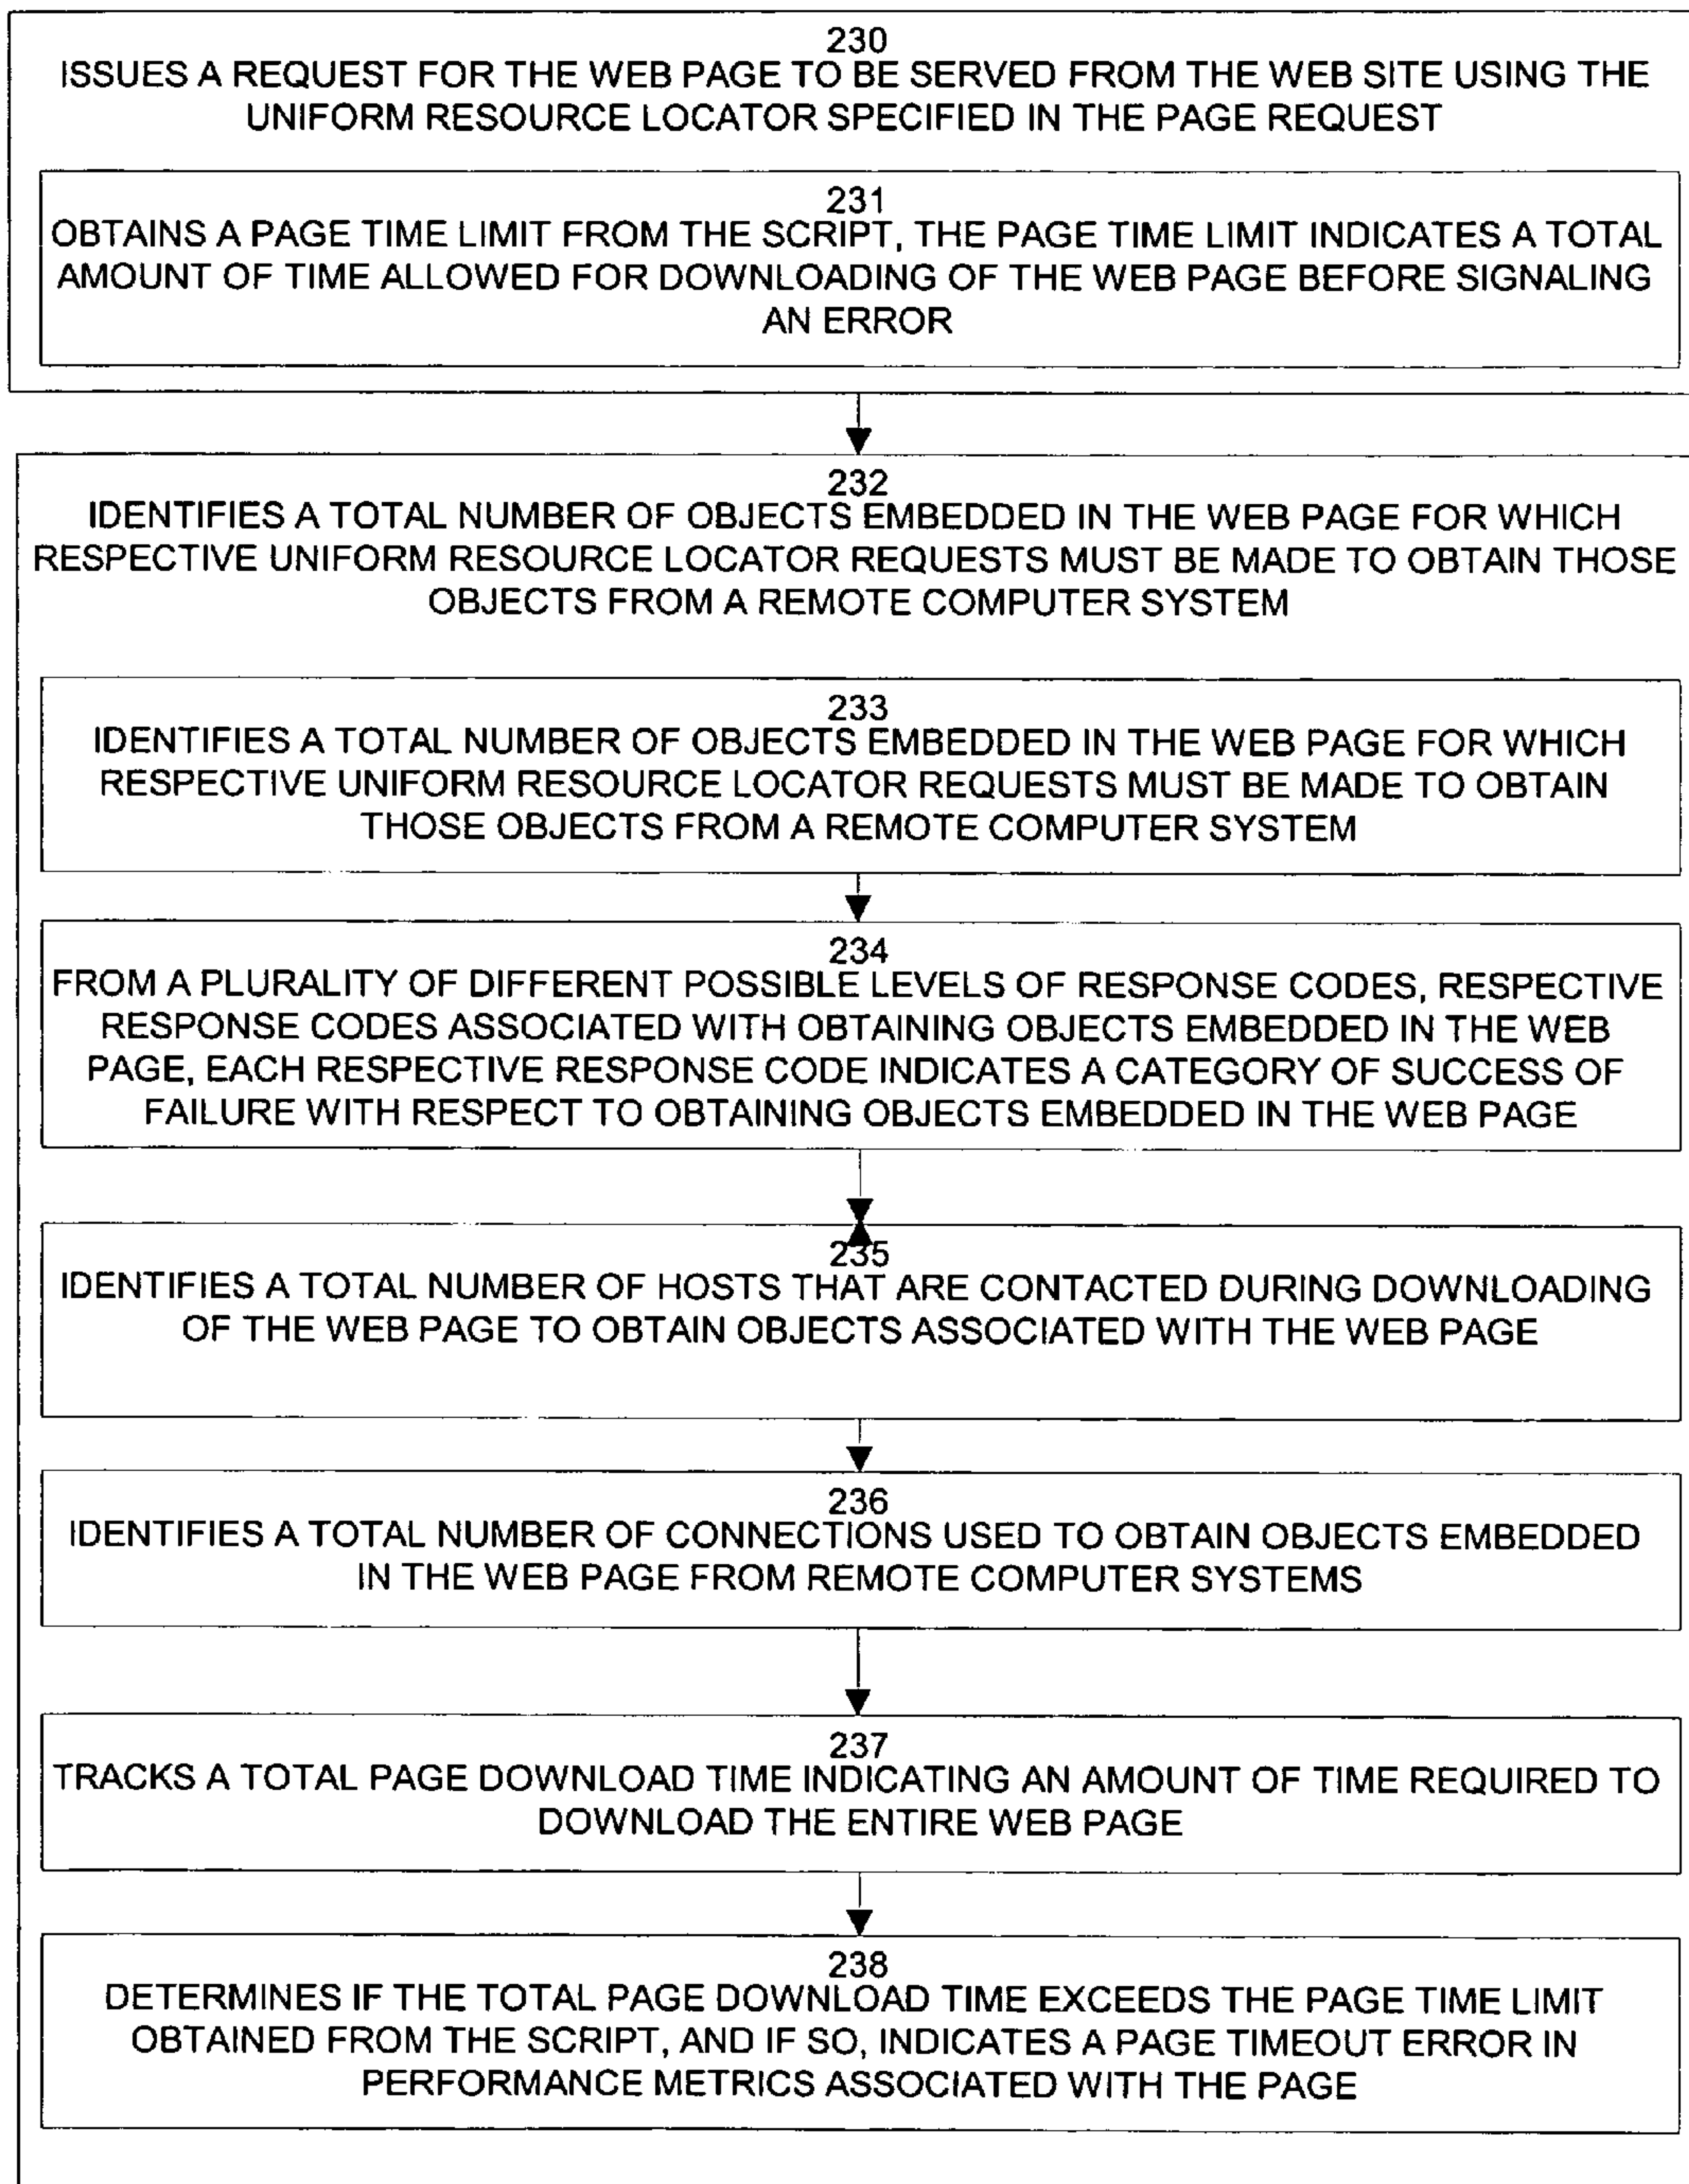 230
ISSUES A REQUEST FOR THE WEB PAGE TO BE SERVED FROM THE WEB SITE USING THE
UNIFORM RESOURCE LOCATOR SPECIFIED IN THE PAGE REQUEST
231
OBTAINS A PAGE TIME LIMIT FROM THE SCRIPT, THE PAGE TIME LIMIT INDICATES A TOTAL
AMOUNT OF TIME ALLOWED FOR DOWNLOADING OF THE WEB PAGE BEFORE SIGNALING
AN ERROR
232
IDENTIFIES A TOTAL NUMBER OF OBJECTS EMBEDDED IN THE WEB PAGE FOR WHICH
RESPECTIVE UNIFORM RESOURCE LOCATOR REQUESTS MUST BE MADE TO OBTAIN THOSE
OBJECTS FROM A REMOTE COMPUTER SYSTEM
233
IDENTIFIES A TOTAL NUMBER OF OBJECTS EMBEDDED IN THE WEB PAGE FOR WHICH
RESPECTIVE UNIFORM RESOURCE LOCATOR REQUESTS MUST BE MADE TO OBTAIN
THOSE OBJECTS FROM A REMOTE COMPUTER SYSTEM
234
FROM A PLURALITY OF DIFFERENT POSSIBLE LEVELS OF RESPONSE CODES, RESPECTIVE
RESPONSE CODES ASSOCIATED WITH OBTAINING OBJECTS EMBEDDED IN THE WEB
PAGE, EACH RESPECTIVE RESPONSE CODE INDICATES A CATEGORY OF SUCCESS OF
FAILURE WITH RESPECT TO OBTAINING OBJECTS EMBEDDED IN THE WEB PAGE
235
IDENTIFIES A TOTAL NUMBER OF HOSTS THAT ARE CONTACTED DURING DOWNLOADING
OF THE WEB PAGE TO OBTAIN OBJECTS ASSOCIATED WITH THE WEB PAGE
236
IDENTIFIES A TOTAL NUMBER OF CONNECTIONS USED TO OBTAIN OBJECTS EMBEDDED
IN THE WEB PAGE FROM REMOTE COMPUTER SYSTEMS
237
TRACKS A TOTAL PAGE DOWNLOAD TIME INDICATING AN AMOUNT OF TIME REQUIRED TO
DOWNLOAD THE ENTIRE WEB PAGE
238
DETERMINES IF THE TOTAL PAGE DOWNLOAD TIME EXCEEDS THE PAGE TIME LIMIT
OBTAINED FROM THE SCRIPT, AND IF SO, INDICATES A PAGE TIMEOUT ERROR IN
PERFORMANCE METRICS ASSOCIATED WITH THE PAGE